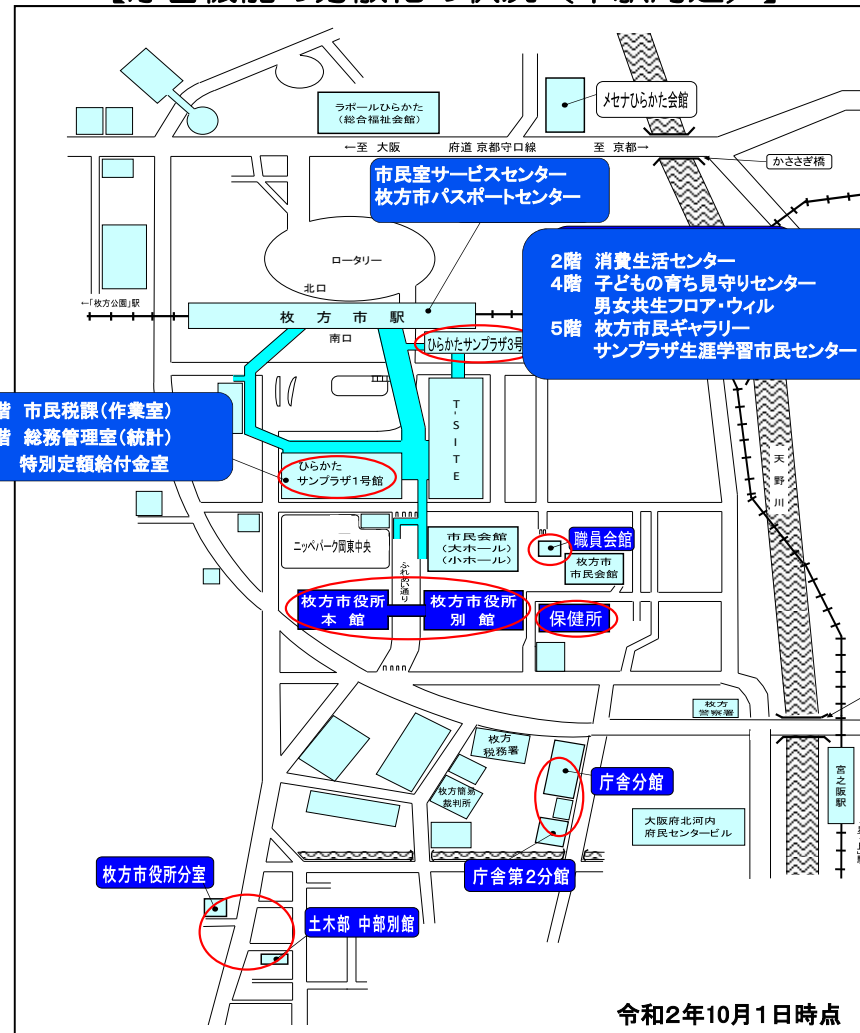 メセナひらかた会館
ラポールひらかた
(総合福祉会館)
←至 大阪 府道 京都守口線 至 京都→
かささぎ橋
市民室サービスセンター
枚方市パスポートセンター
ロータリー
2階 消費生活センター
4階 子どもの育ち見守りセンター
男女共生フロア・ウィル
5階 枚方市民ギャラリー
サンプラザ生涯学習市民センター
北口
←「枚方公園」駅
枚方市駅
南口
ひらかたサンプラザ3号
階 市民税課(作業室)
階 総務管理室(統計)
特別定額給付金室
T'SITE
ひらかた
サンプラザ1号館
天野川
ニッペパーク岡東中央
市民会館
(大ホール)
(小ホール)
職員会館
枚方市
市民会館
ふれあい通り
枚方市役所
本 館
枚方市役所
別 館
保健所
枚方
警察署
枚方
税務署
庁舎分館
宮之阪駅
枚方簡易
裁判所
大阪府北河内
府民センタービル
枚方市役所分室
庁舎第2分館
土木部 中部別館
令和2年10月1日時点